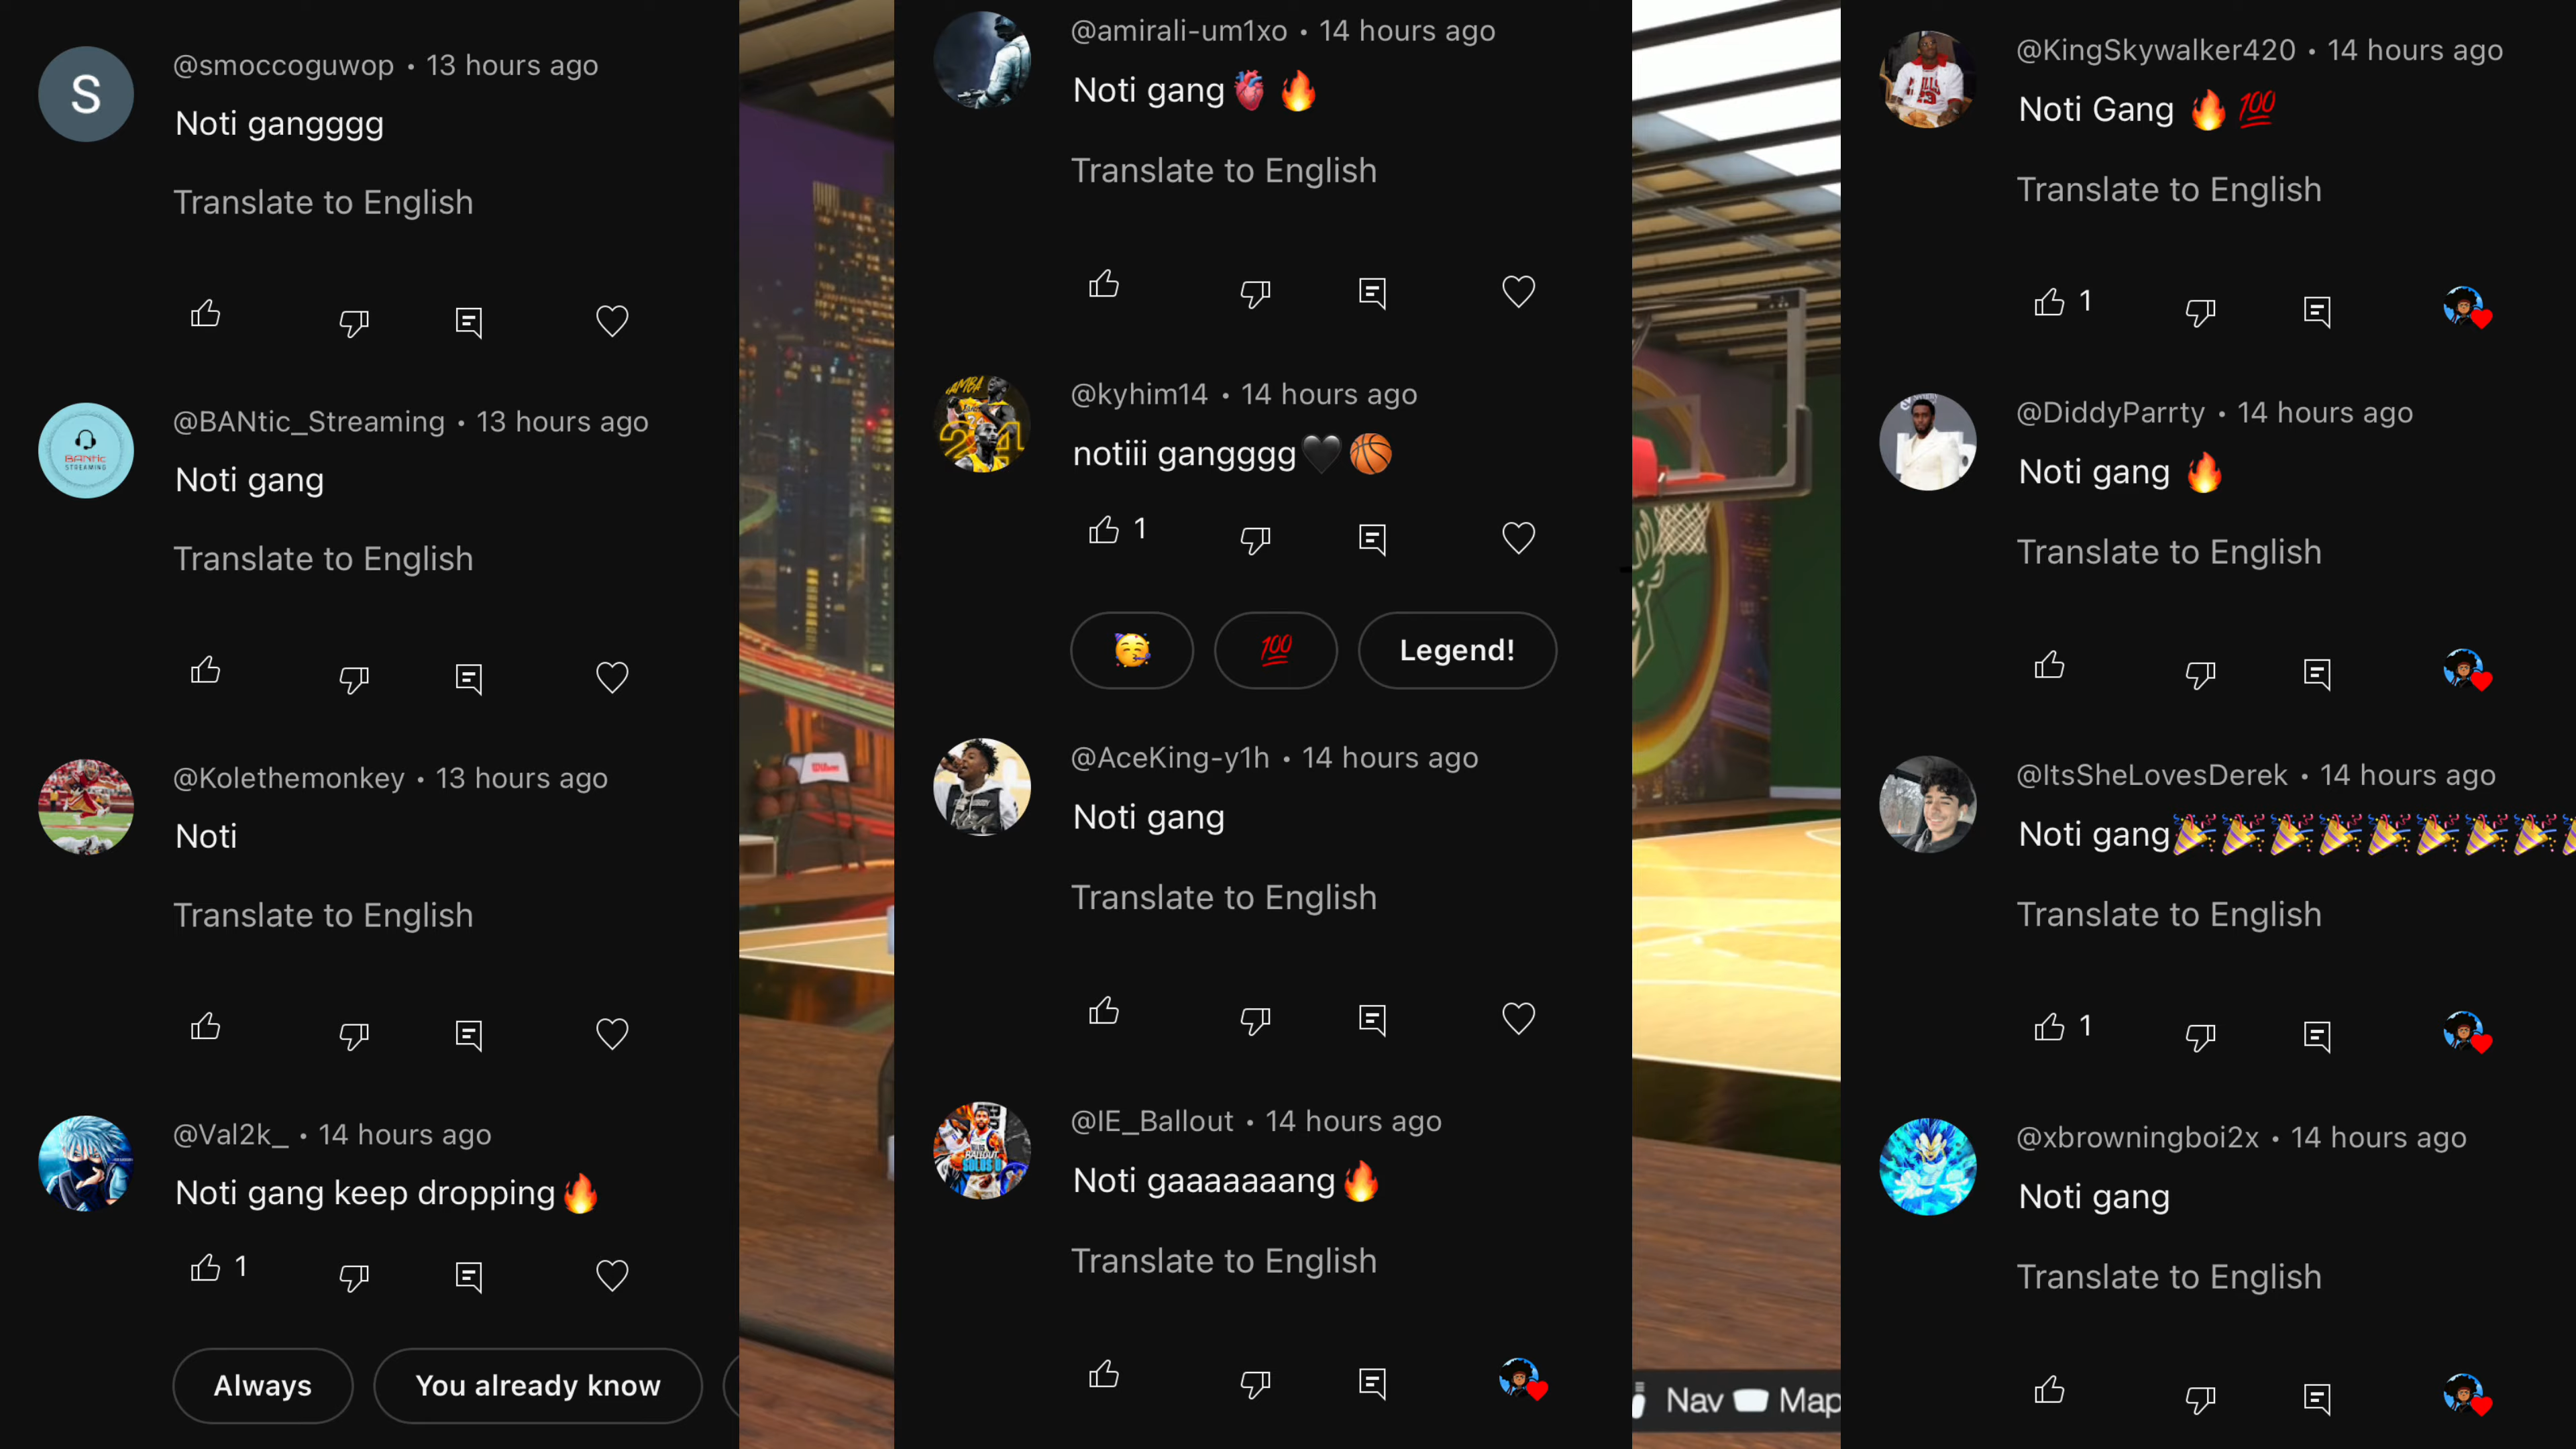 @smoccoguwop • 13 hours ago
Noti gangggg
Translate to English
@BANtic_Streaming • 13 hours ago
Noti gang
Translate to English
@Kolethemonkey • 13 hours ago
Noti
Translate to English
@Val2k_ • 14 hours ago
Noti gang keep dropping🔥
1
Always
You already know
S
BANTic
STREAMING
@amirali-um1xo • 14 hours ago
Noti gang🫀🔥
Translate to English
@kyhim14 • 14 hours ago
notiii gangggg🖤🏀
1
🥳
💯
Legend!
@AceKing-y1h • 14 hours ago
Noti gang
Translate to English
@IE_Ballout • 14 hours ago
Noti gaaaaaaang🔥
Translate to English
24
BALLOUT
SOLUS
Nav
Map
@KingSkywalker420 • 14 hours ago
Noti Gang 🔥💯
Translate to English
1
@DiddyParrty • 14 hours ago
Noti gang 🔥
Translate to English
@ItsSheLovesDerek • 14 hours ago
Noti gang🎉🎉🎉🎉🎉🎉🎉🎉🎉
Translate to English
1
@xbrowningboi2x • 14 hours ago
Noti gang
Translate to English
23